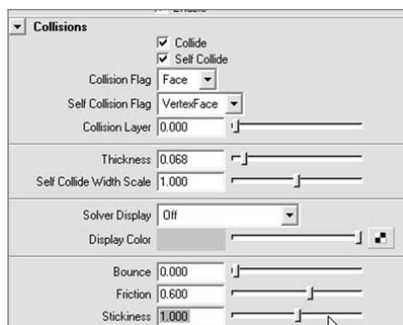 Enable
Collisions
Collide
Self Collide
Collision Flag Face
Self Collision Flag VertexFace
Collision Layer 0.000
Thickness 0.068
Self Collide Width Scale 1.000
Solver Display Off
Display Color
Bounce 0.000
Friction 0.600
Stickiness 1.000